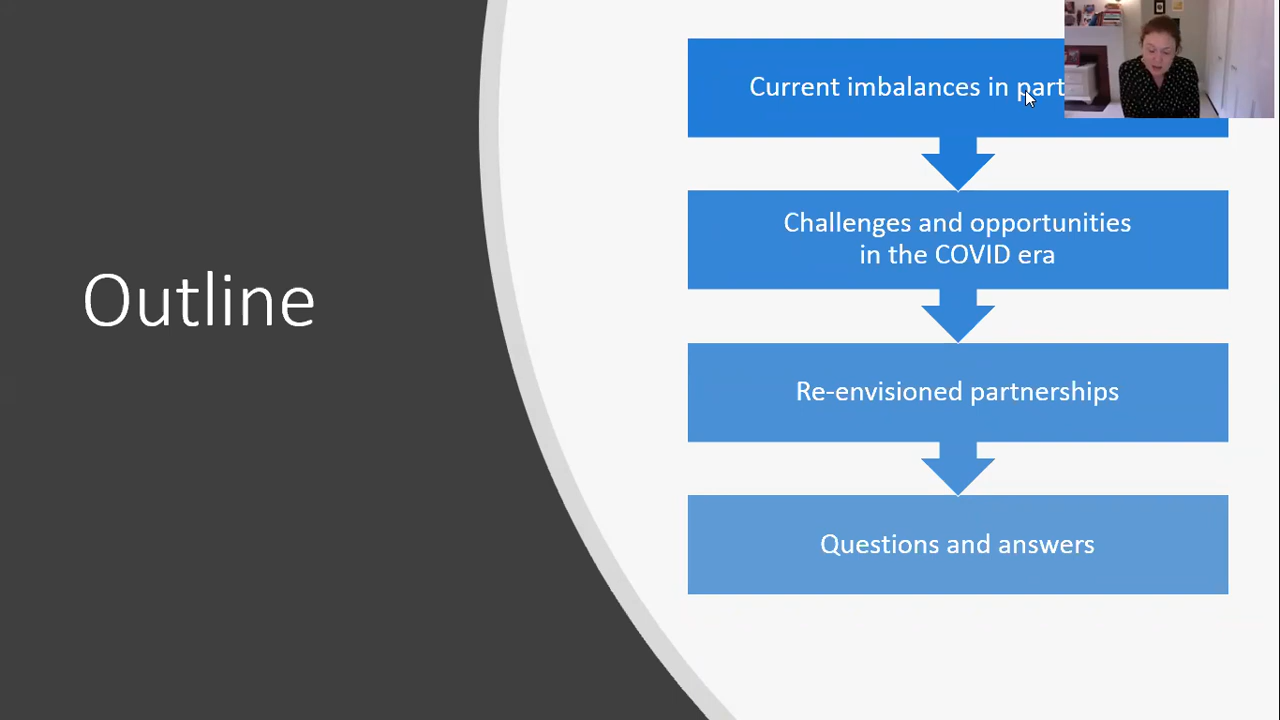 Outline
Current imbalances in part
Challenges and opportunities
in the COVID era
Re-envisioned partnerships
Questions and answers